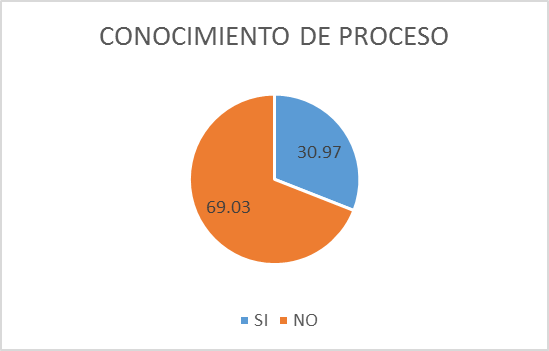 CONOCIMIENTO DE PROCESO
30.97
69.03
SI NO